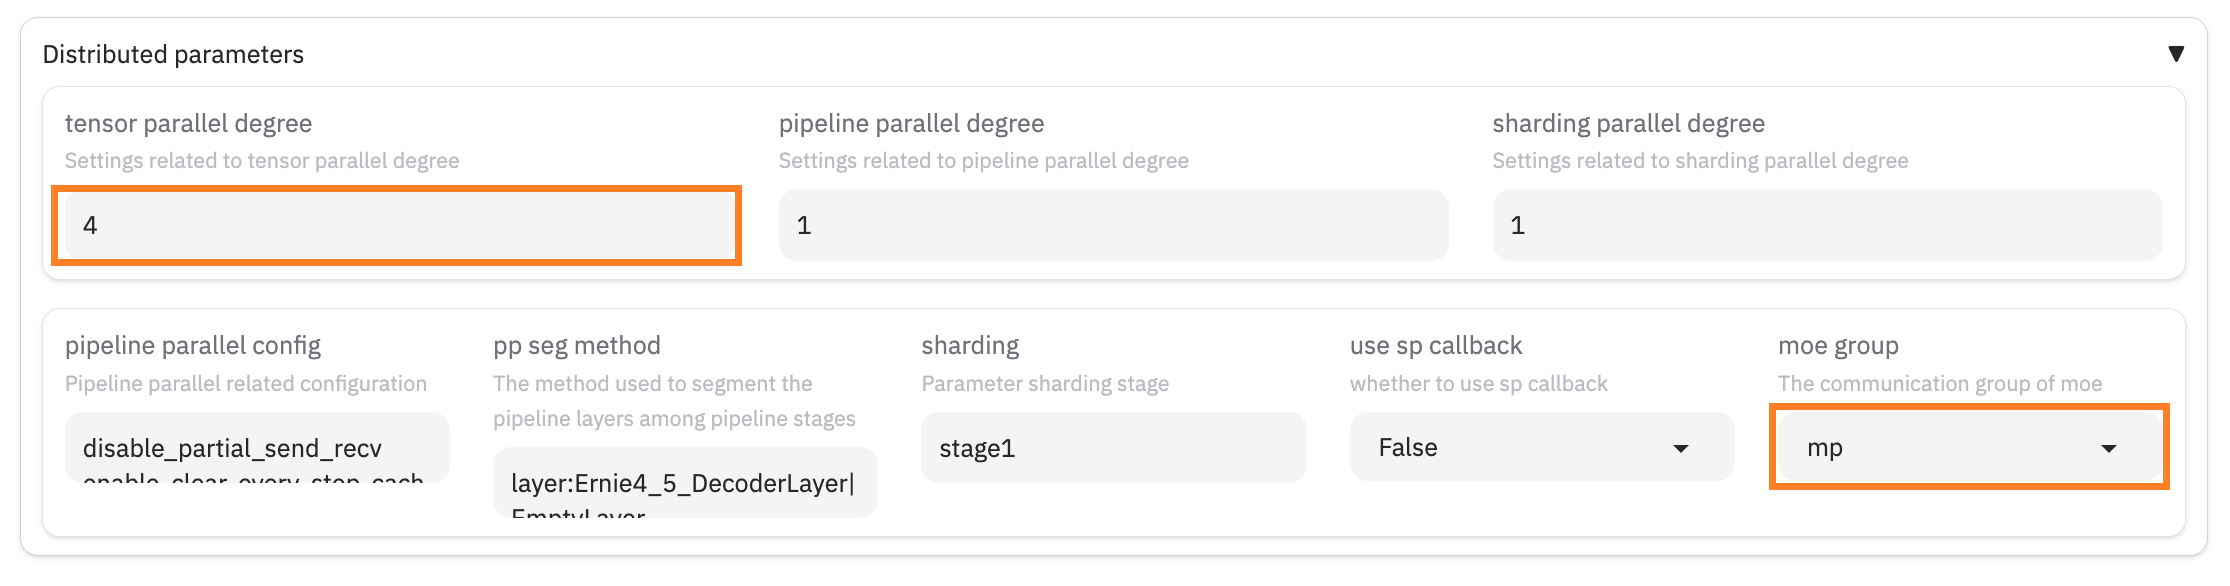 Distributed parameters
tensor parallel degree
Settings related to tensor parallel degree
4
pipeline parallel degree
Settings related to pipeline parallel degree
1
sharding parallel degree
Settings related to sharding parallel degree
1
pipeline parallel config
Pipeline parallel related configuration
disable_partial_send_recv
enable_clear_every_step_cach
pp seg method
The method used to segment the
pipeline layers among pipeline stages
layer:Ernie4_5_DecoderLayer|
EmptyLayer
sharding
Parameter sharding stage
stage1
use sp callback
whether to use sp callback
False
moe group
The communication group of moe
mp